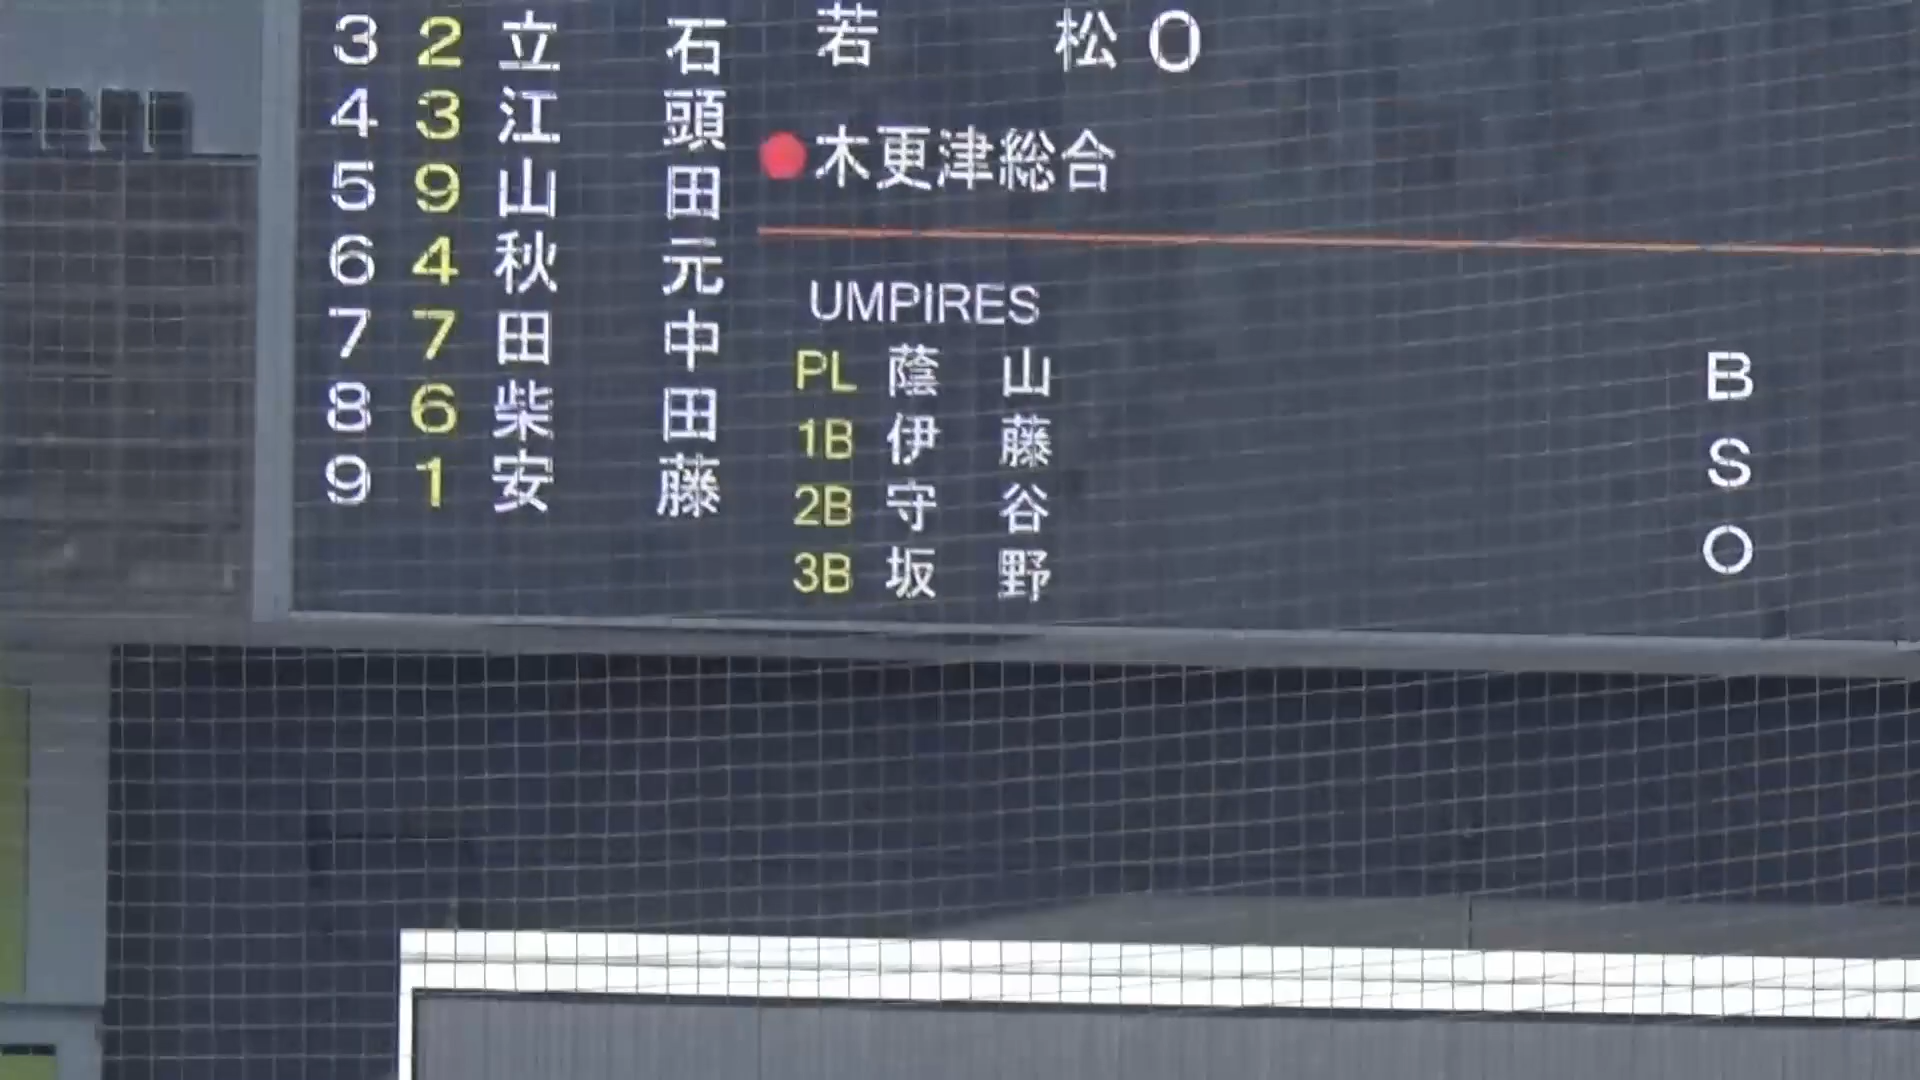 3 2 立石
4 3 江頭
5 9 山田
6 4 秋元
7 7 田中
8 6 柴田
9 1 安藤
若松 0
木更津総合
UMPIRES
PL 蔭山
1B 伊藤
2B 守谷
3B 坂野
B
S
O